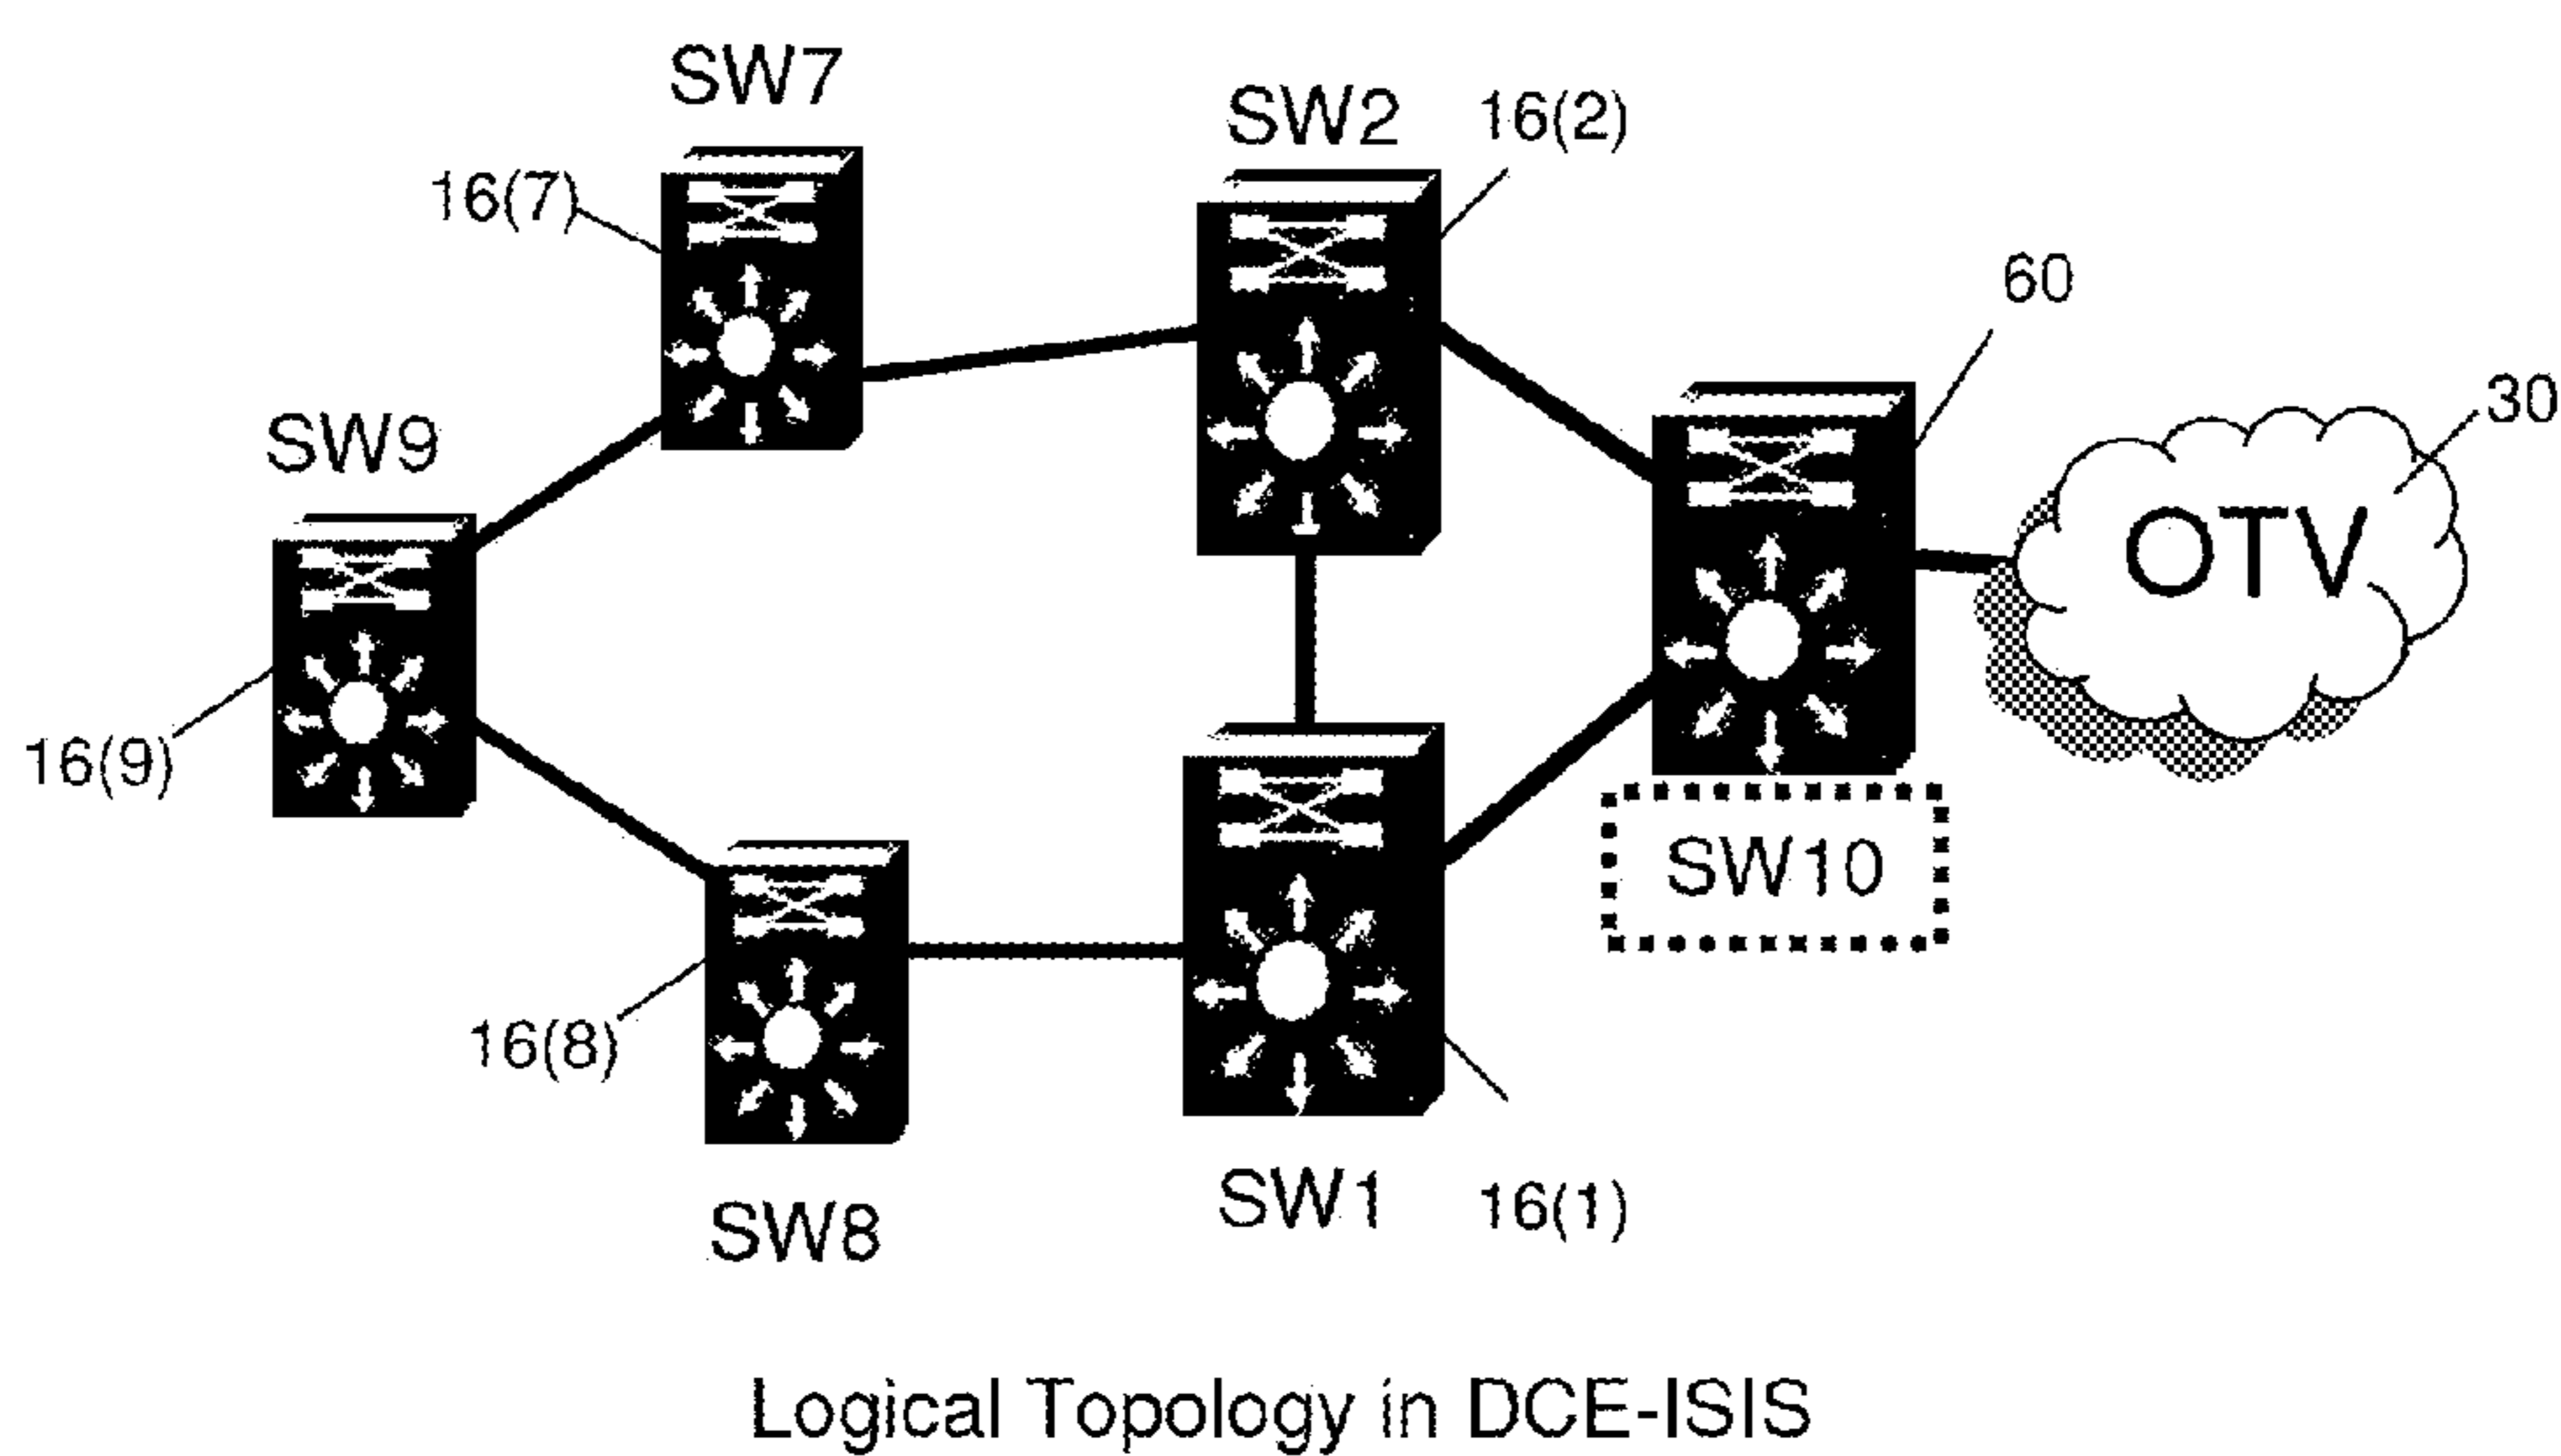 SW7
SW2
16(2)
16(7)
60
30
SW9
OTV
16(9)
SW10
16(8)
SW8
SW1
16(1)
Logical Topology in DCE-ISIS